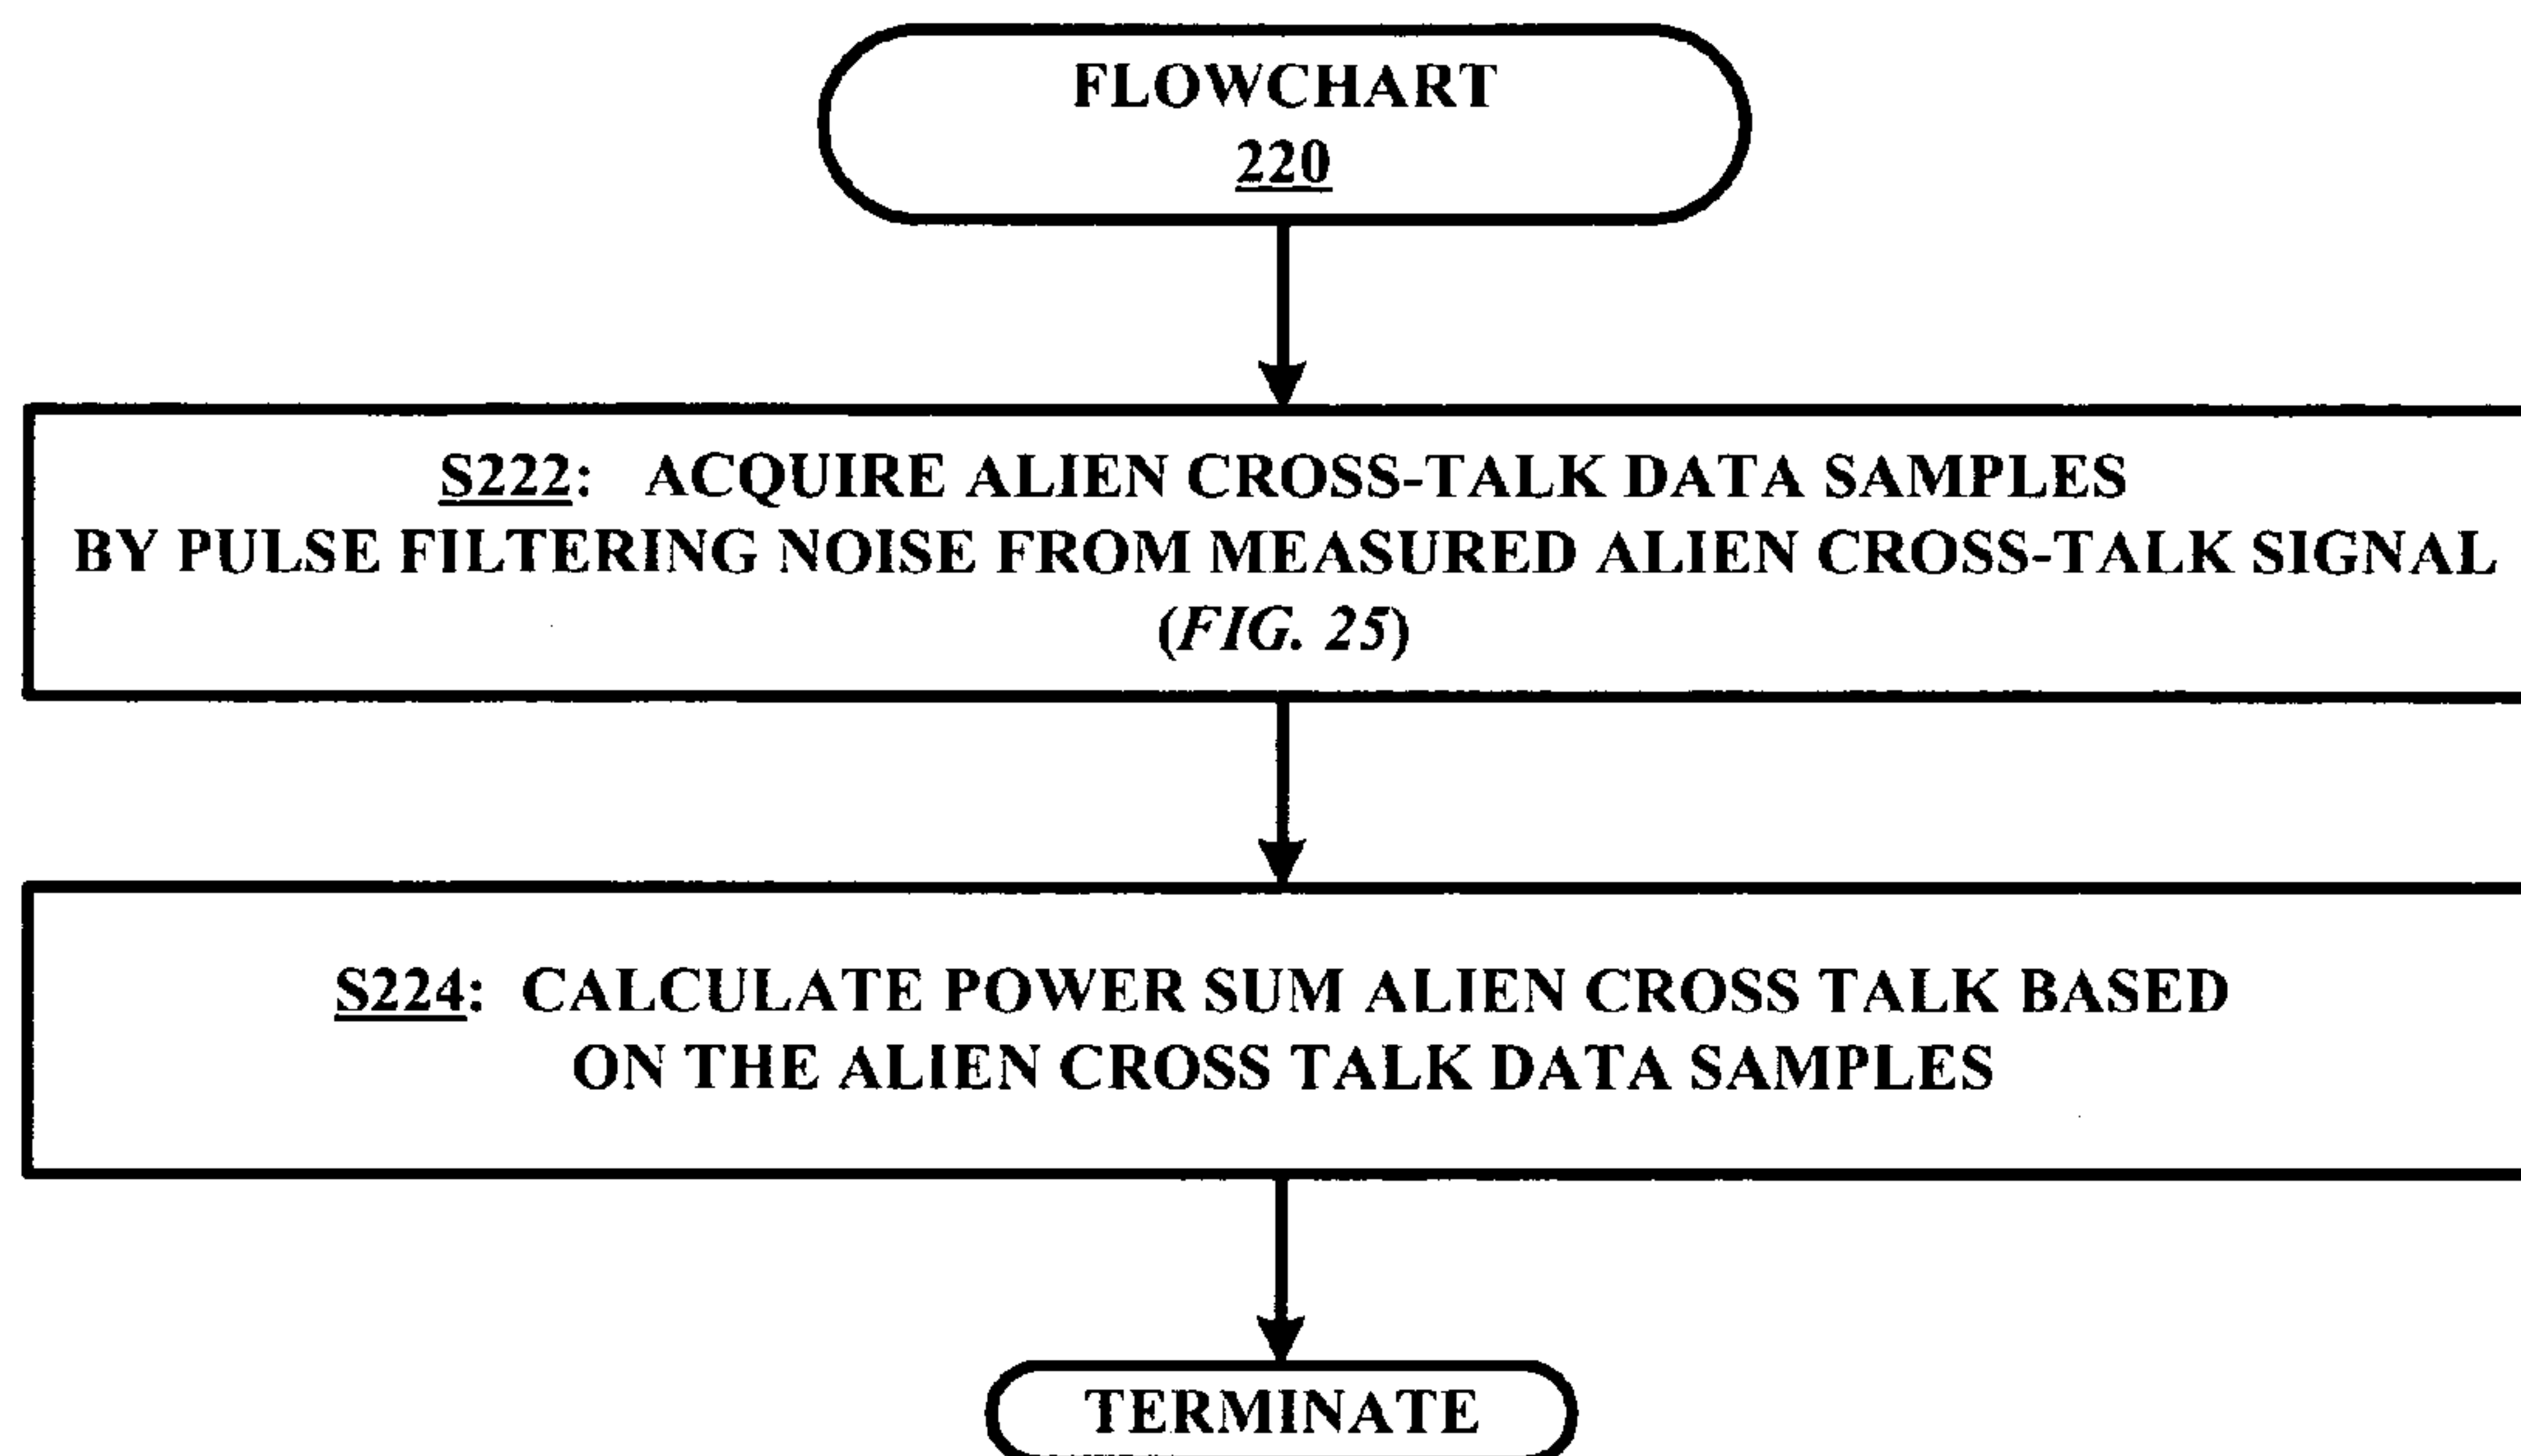 FLOWCHART
220
S222: ACQUIRE ALIEN CROSS-TALK DATA SAMPLES
BY PULSE FILTERING NOISE FROM MEASURED ALIEN CROSS-TALK SIGNAL
(FIG. 25)
S224: CALCULATE POWER SUM ALIEN CROSS TALK BASED
ON THE ALIEN CROSS TALK DATA SAMPLES
TERMINATE